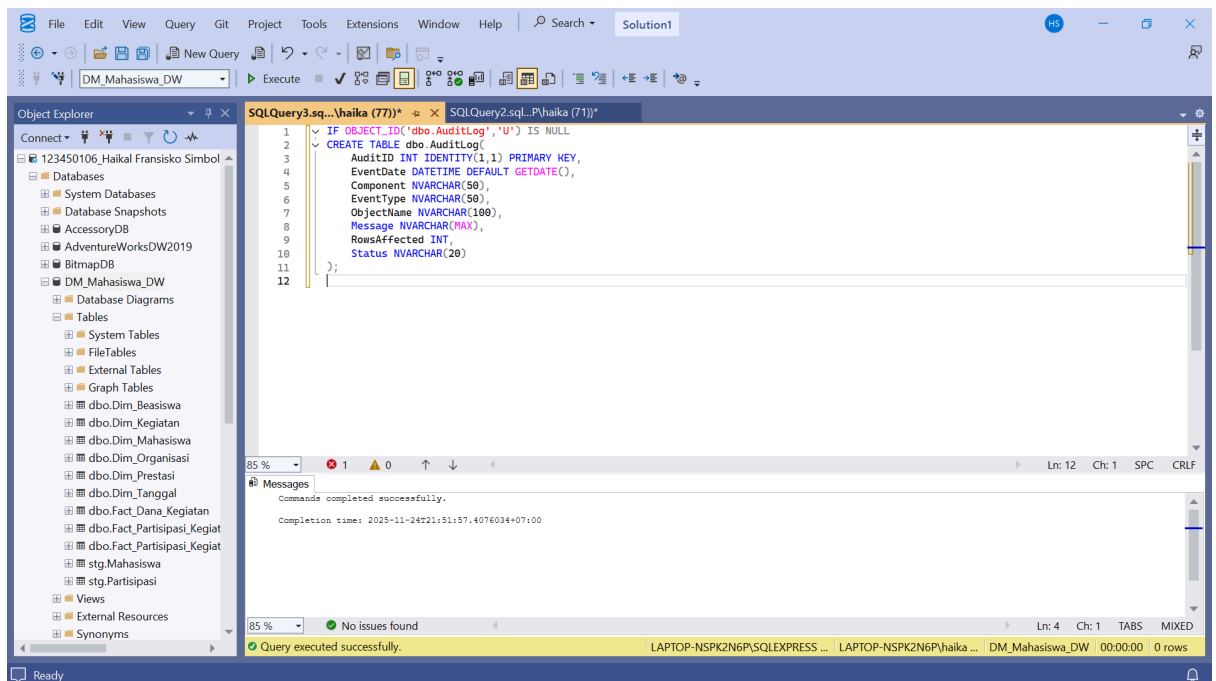 File Edit View Query Git Project Tools Extensions Window Help Search Solution1 HS
New Query
DM_Mahasiswa_DW Execute
Object Explorer
Connect
123450106_Haikal Fransisko Simbol
Databases
System Databases
Database Snapshots
AccessoryDB
AdventureWorksDW2019
BitmapDB
DM_Mahasiswa_DW
Database Diagrams
Tables
System Tables
FileTables
External Tables
Graph Tables
dbo.Dim_Beasiswa
dbo.Dim_Kegiatan
dbo.Dim_Mahasiswa
dbo.Dim_Organisasi
dbo.Dim_Prestasi
dbo.Dim_Tanggal
dbo.Fact_Dana_Kegiatan
dbo.Fact_Partisipasi_Kegiat
dbo.Fact_Partisipasi_Kegiat
stg.Mahasiswa
stg.Partisipasi
Views
External Resources
Synonyms
SQLQuery3.sq...\haika (77))* SQLQuery2.sql...P\haika (71))*
1 IF OBJECT_ID('dbo.AuditLog','U') IS NULL
2 CREATE TABLE dbo.AuditLog(
3 AuditID INT IDENTITY(1,1) PRIMARY KEY,
4 EventDate DATETIME DEFAULT GETDATE(),
5 Component NVARCHAR(50),
6 EventType NVARCHAR(50),
7 ObjectName NVARCHAR(100),
8 Message NVARCHAR(MAX),
9 RowsAffected INT,
10 Status NVARCHAR(20)
11 );
12
85 % 1 0 Ln: 12 Ch: 1 SPC CRLF
Messages
Commands completed successfully.
Completion time: 2025-11-24T21:51:57.4076034+07:00
85 % No issues found Ln: 4 Ch: 1 TABS MIXED
Query executed successfully. LAPTOP-NSPK2N6P\SQLEXPRESS ... LAPTOP-NSPK2N6P\haika ... DM_Mahasiswa_DW 00:00:00 0 rows
Ready